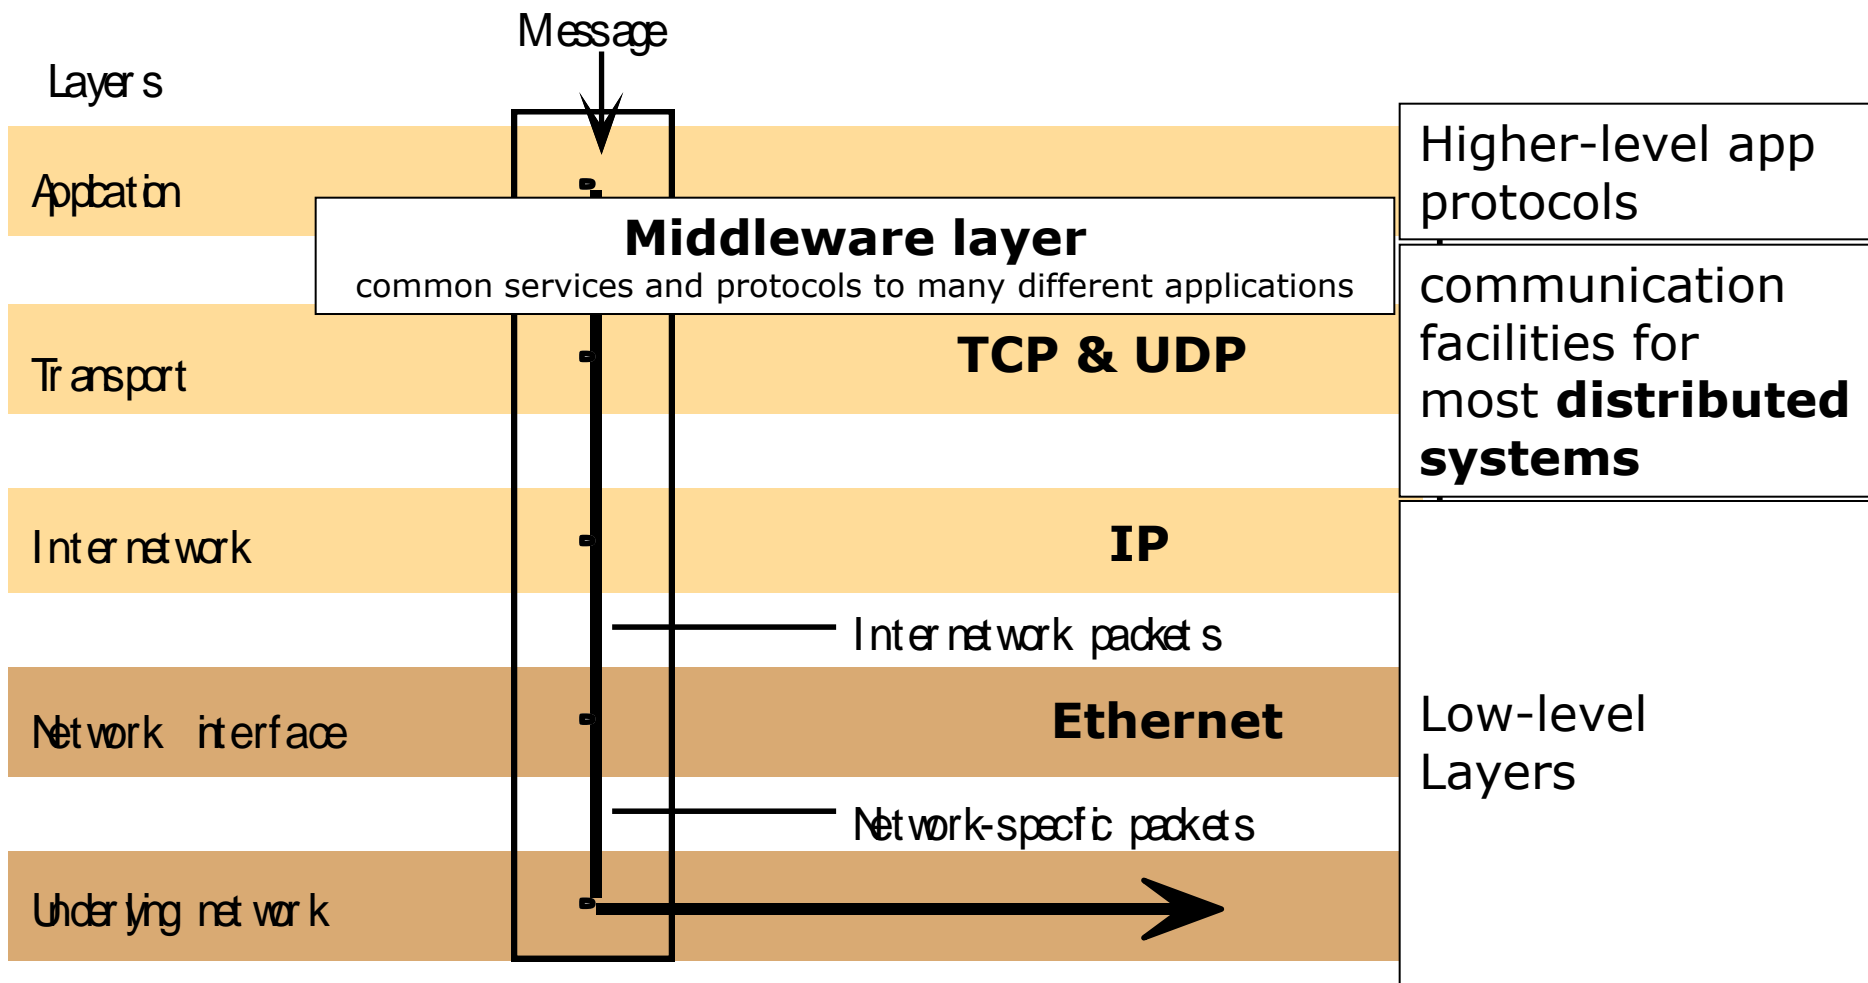 Message
Layers
Application
Higher-level app
protocols
Middleware layer
common services and protocols to many different applications
communication
facilities for
most distributed
systems
Transport
TCP & UDP
Internetwork
IP
Internetwork packets
Network interface
Ethernet
Low-level
Layers
Network-specific packets
Underlying network